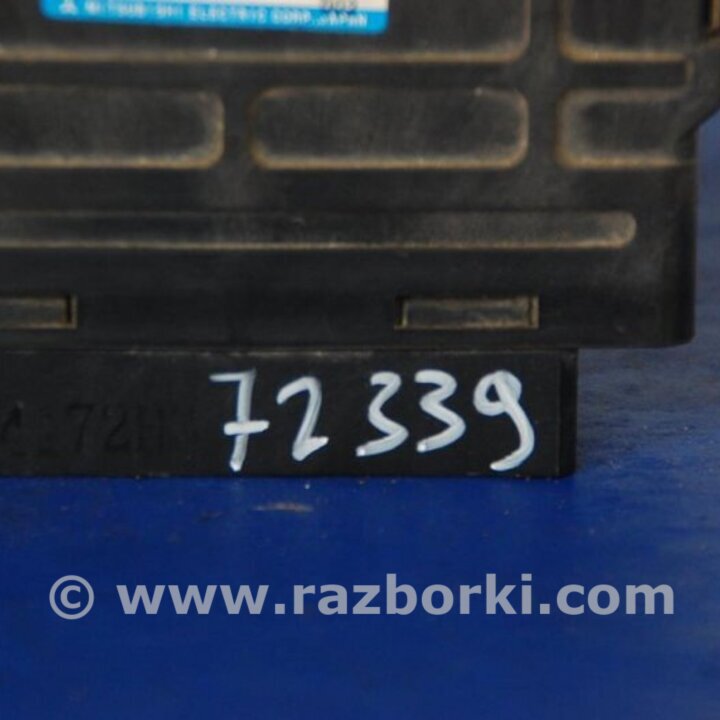 MITSUBISHI ELECTRIC CORP. JAPAN
72339
© www.razborki.com